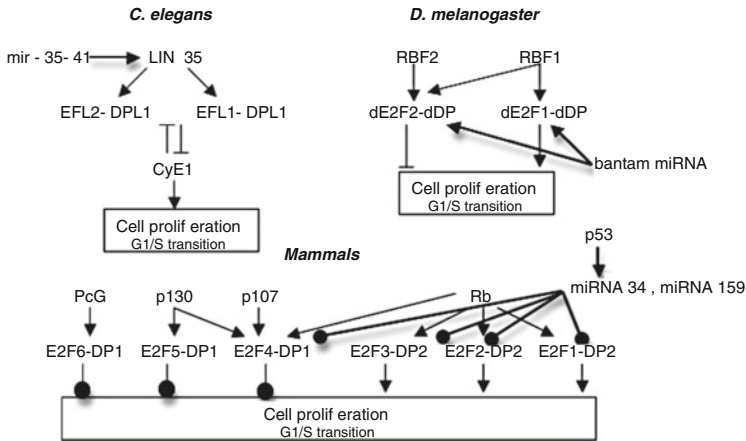 C. elegans
D. melanogaster
mir - 35- 41
LIN 35
RBF2
RBF1
EFL2- DPL1
EFL1- DPL1
dE2F2-dDP
dE2F1-dDP
CyE1
bantam miRNA
Cell prolif eration
G1/S transition
Cell prolif eration
G1/S transition
Mammals
p53
PcG
p130
p107
Rb
miRNA 34 , miRNA 159
E2F6-DP1
E2F5-DP1
E2F4-DP1
E2F3-DP2
E2F2-DP2
E2F1-DP2
Cell prolif eration
G1/S transition